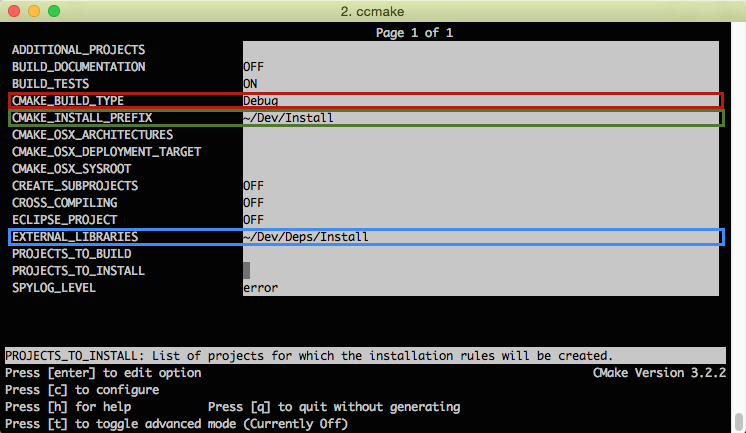 2. ccmake
Page 1 of 1
ADDITIONAL_PROJECTS
BUILD_DOCUMENTATION OFF
BUILD_TESTS ON
CMAKE_BUILD_TYPE Debug
CMAKE_INSTALL_PREFIX ~/Dev/Install
CMAKE_OSX_ARCHITECTURES
CMAKE_OSX_DEPLOYMENT_TARGET
CMAKE_OSX_SYSROOT
CREATE_SUBPROJECTS OFF
CROSS_COMPILING OFF
ECLIPSE_PROJECT OFF
EXTERNAL_LIBRARIES ~/Dev/Deps/Install
PROJECTS_TO_BUILD
PROJECTS_TO_INSTALL
SPYLOG_LEVEL error
PROJECTS_TO_INSTALL: List of projects for which the installation rules will be created.
Press [enter] to edit option CMake Version 3.2.2
Press [c] to configure
Press [h] for help Press [q] to quit without generating
Press [t] to toggle advanced mode (Currently Off)